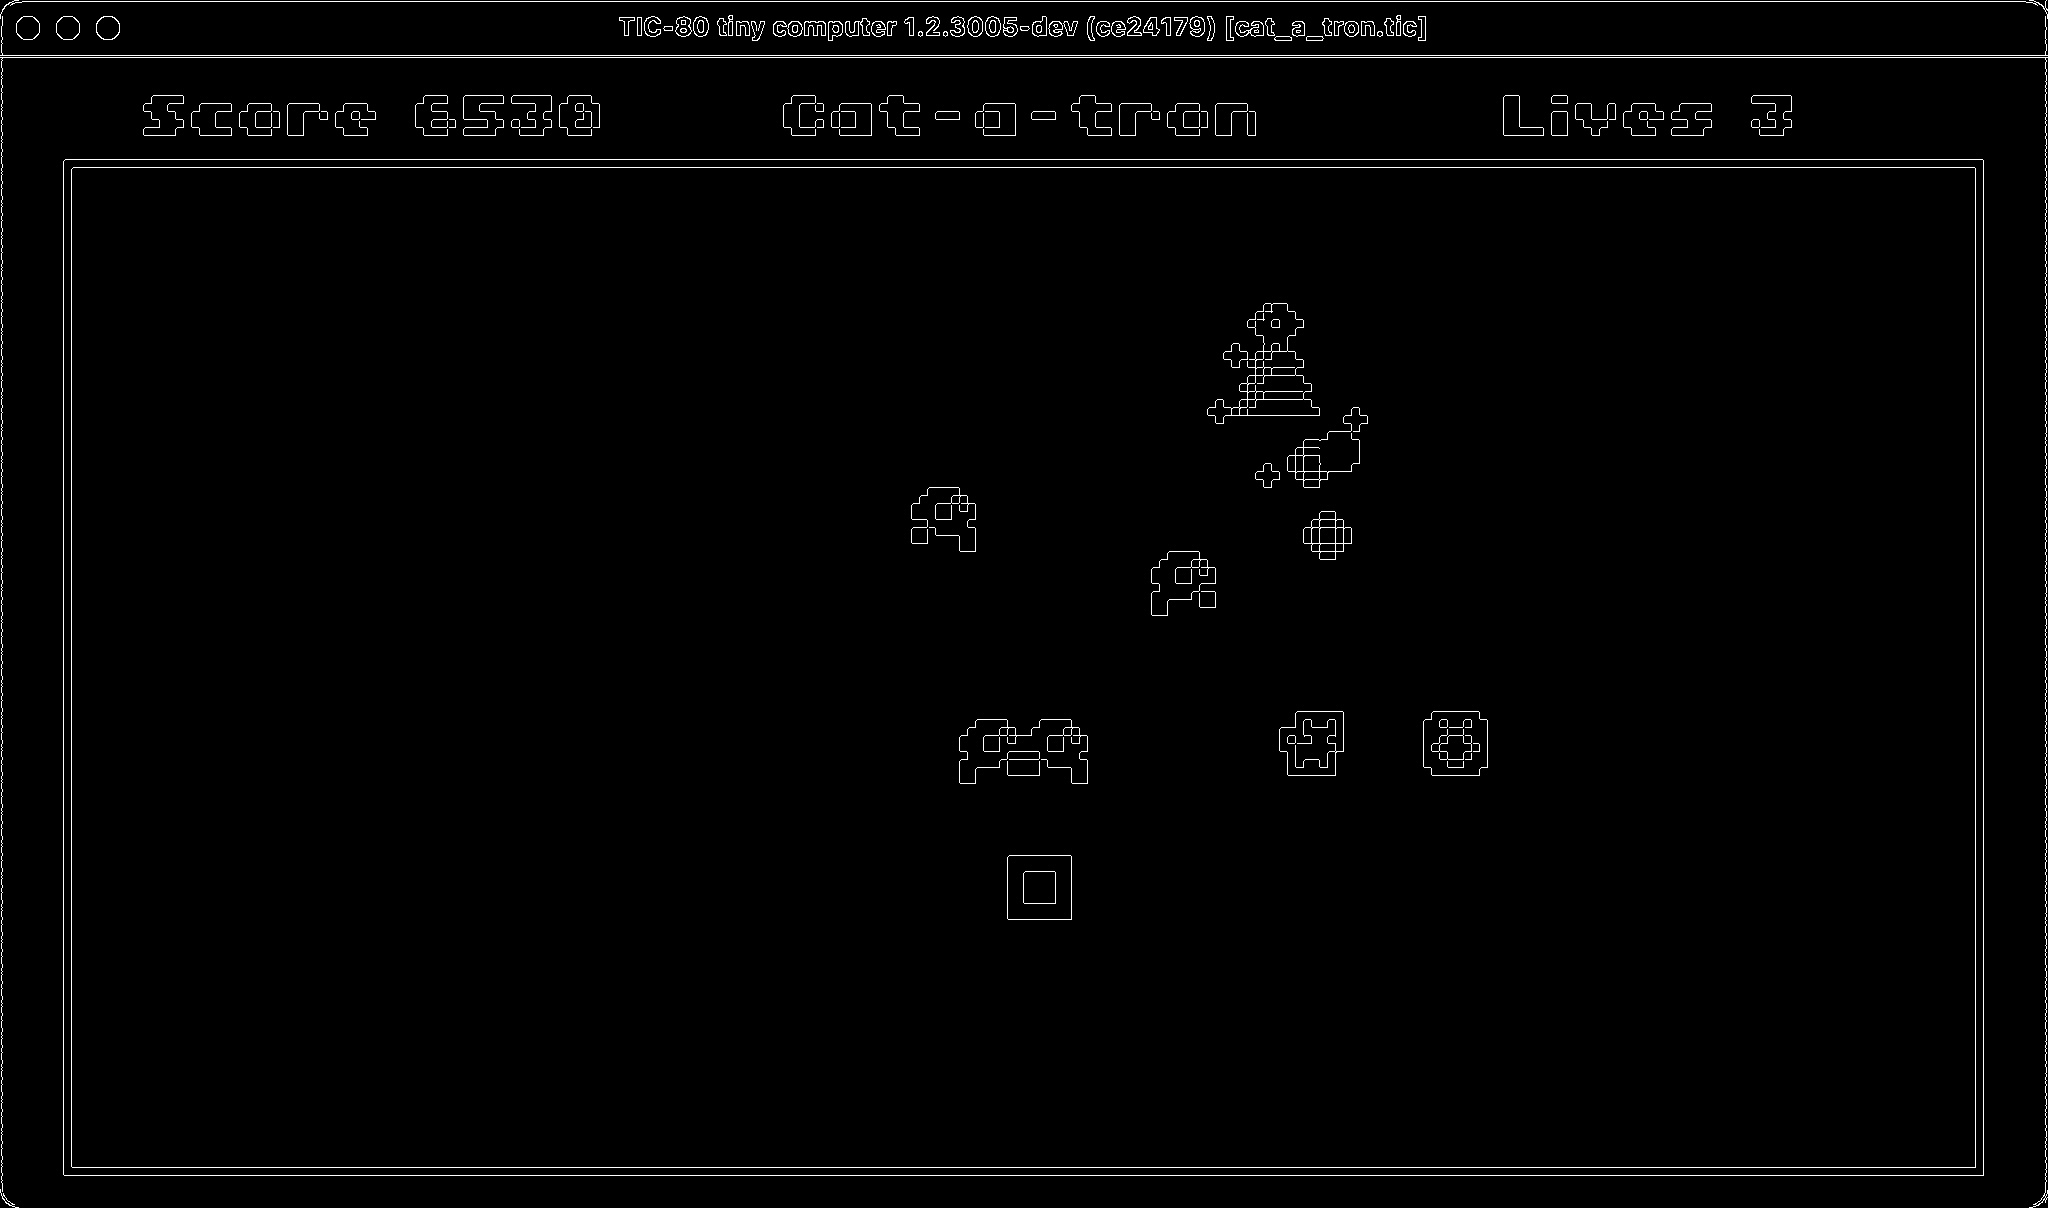 TIC-80 tiny computer 1.2.3005-dev (ce24179) [cat_a_tron.tic]
Score 6530 Cat-a-tron Lives 3